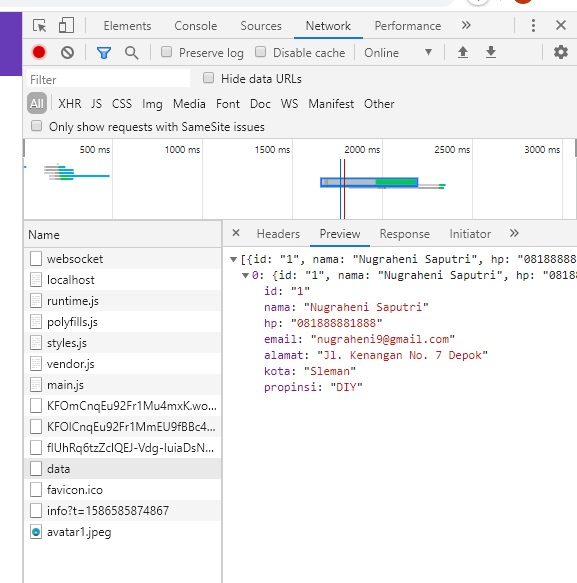 Elements Console Sources Network Performance »
Preserve log Disable cache Online ▼
Filter Hide data URLs
All XHR JS CSS Img Media Font Doc WS Manifest Other
Only show requests with SameSite issues
500 ms 1000 ms 1500 ms 2000 ms 2500 ms 3000 ms
Name
websocket
localhost
runtime.js
polyfills.js
styles.js
vendor.js
main.js
KFOmCnqEu92Fr1Mu4mxK.wo...
KFOlCnqEu92Fr1MmEU9fBBc4...
flUhRq6tzZclQEJ-Vdg-IuiaDsN...
data
favicon.ico
info?t=1586585874867
avatar1.jpeg
× Headers Preview Response Initiator »
▼[{id: "1", nama: "Nugraheni Saputri", hp: "08188888
▼0: {id: "1", nama: "Nugraheni Saputri", hp: "0818
id: "1"
nama: "Nugraheni Saputri"
hp: "081888881888"
email: "nugraheni9@gmail.com"
alamat: "Jl. Kenangan No. 7 Depok"
kota: "Sleman"
propinsi: "DIY"